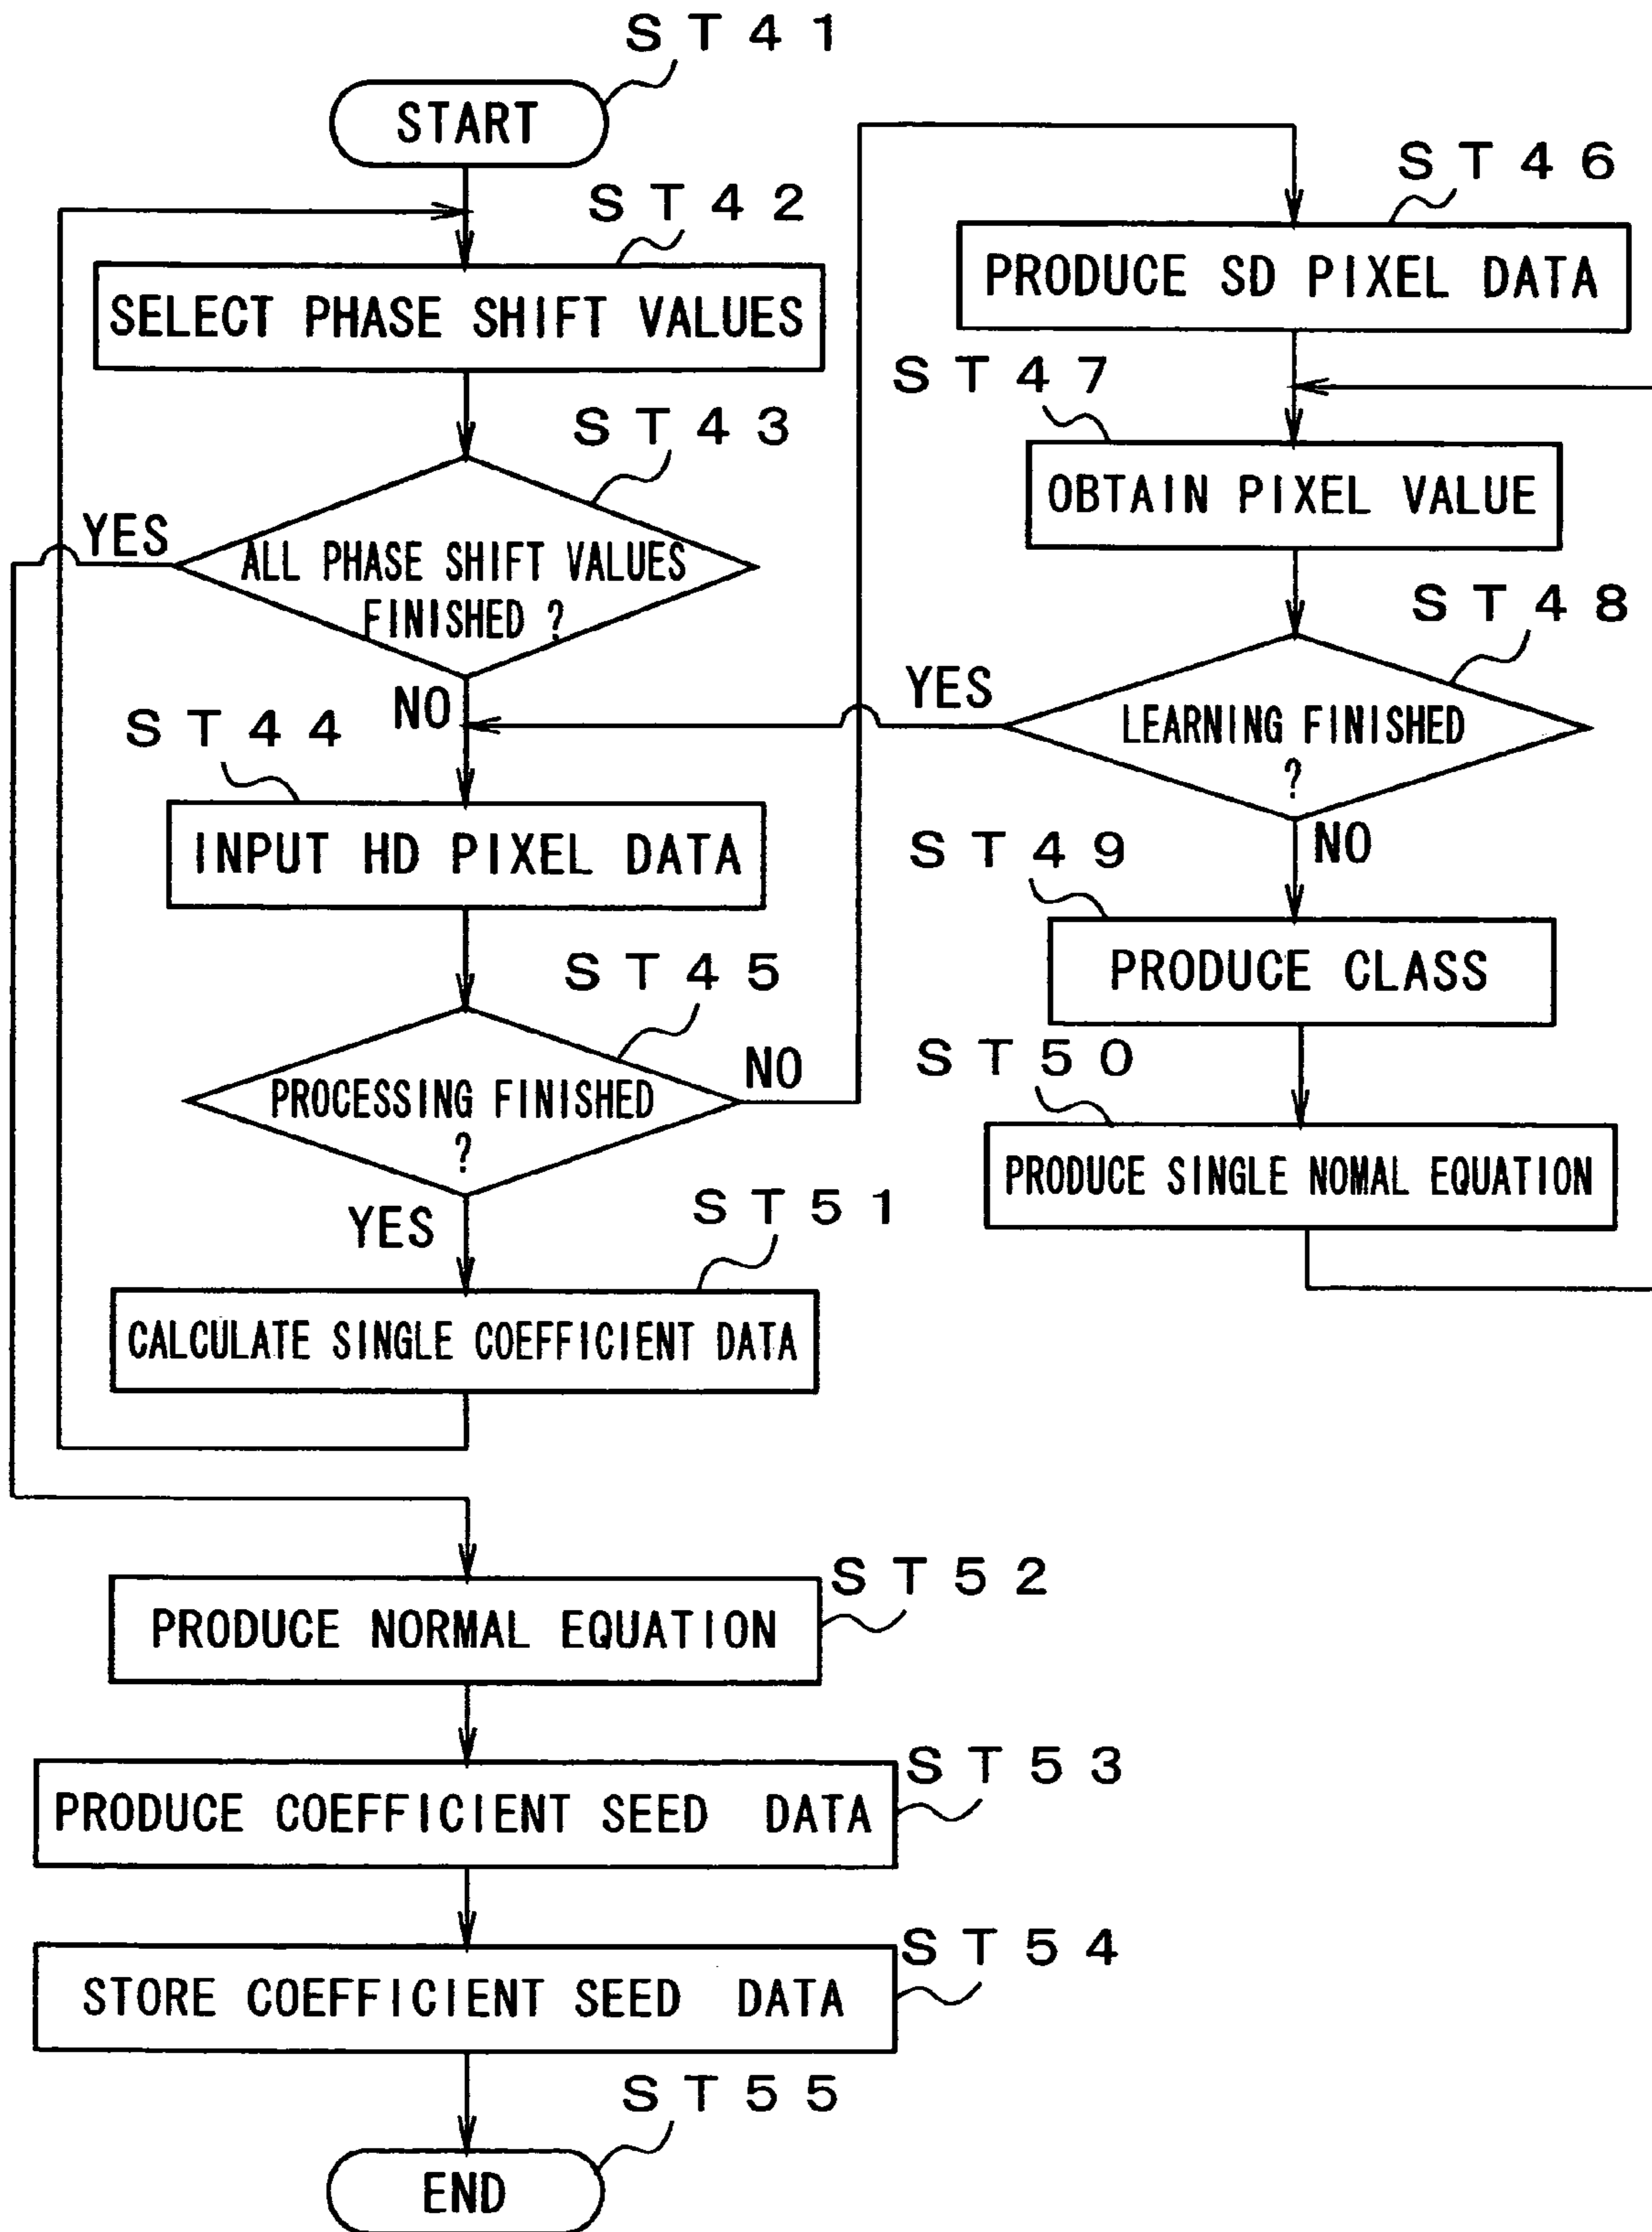 ST41
START
ST42
SELECT PHASE SHIFT VALUES
ST43
YES
ALL PHASE SHIFT VALUES
FINISHED ?
NO
ST44
INPUT HD PIXEL DATA
ST45
NO
PROCESSING FINISHED
?
YES
ST51
CALCULATE SINGLE COEFFICIENT DATA
ST46
PRODUCE SD PIXEL DATA
ST47
OBTAIN PIXEL VALUE
ST48
YES
LEARNING FINISHED
?
NO
ST49
PRODUCE CLASS
ST50
PRODUCE SINGLE NOMAL EQUATION
ST52
PRODUCE NORMAL EQUATION
ST53
PRODUCE COEFFICIENT SEED DATA
ST54
STORE COEFFICIENT SEED DATA
ST55
END